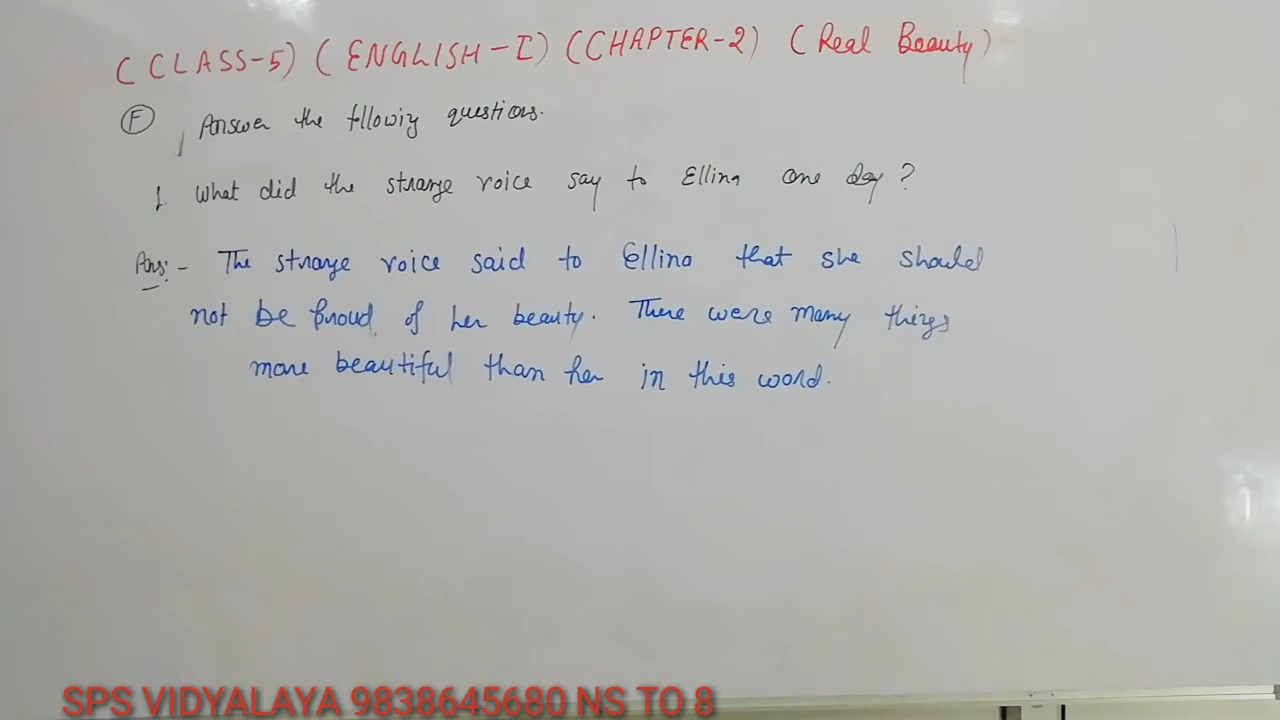 (CLASS-5) (ENGLISH-I) (CHAPTER-2) (Real Beauty)
(F) Answer the follwing questions.
1. What did the strange voice say to Ellina one day?
Ans:- The strange voice said to Ellina that she should
not be proud of her beauty. There were many things
more beautiful than her in this word.
SPS VIDYALAYA 9838645680 NS TO 8